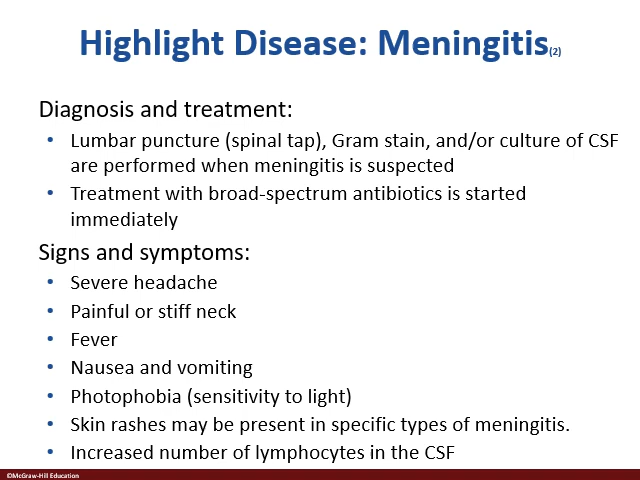 Highlight Disease: Meningitis(2)
Diagnosis and treatment:
• Lumbar puncture (spinal tap), Gram stain, and/or culture of CSF
are performed when meningitis is suspected
• Treatment with broad-spectrum antibiotics is started
immediately
Signs and symptoms:
• Severe headache
• Painful or stiff neck
• Fever
• Nausea and vomiting
• Photophobia (sensitivity to light)
• Skin rashes may be present in specific types of meningitis.
• Increased number of lymphocytes in the CSF
©McGraw-Hill Education